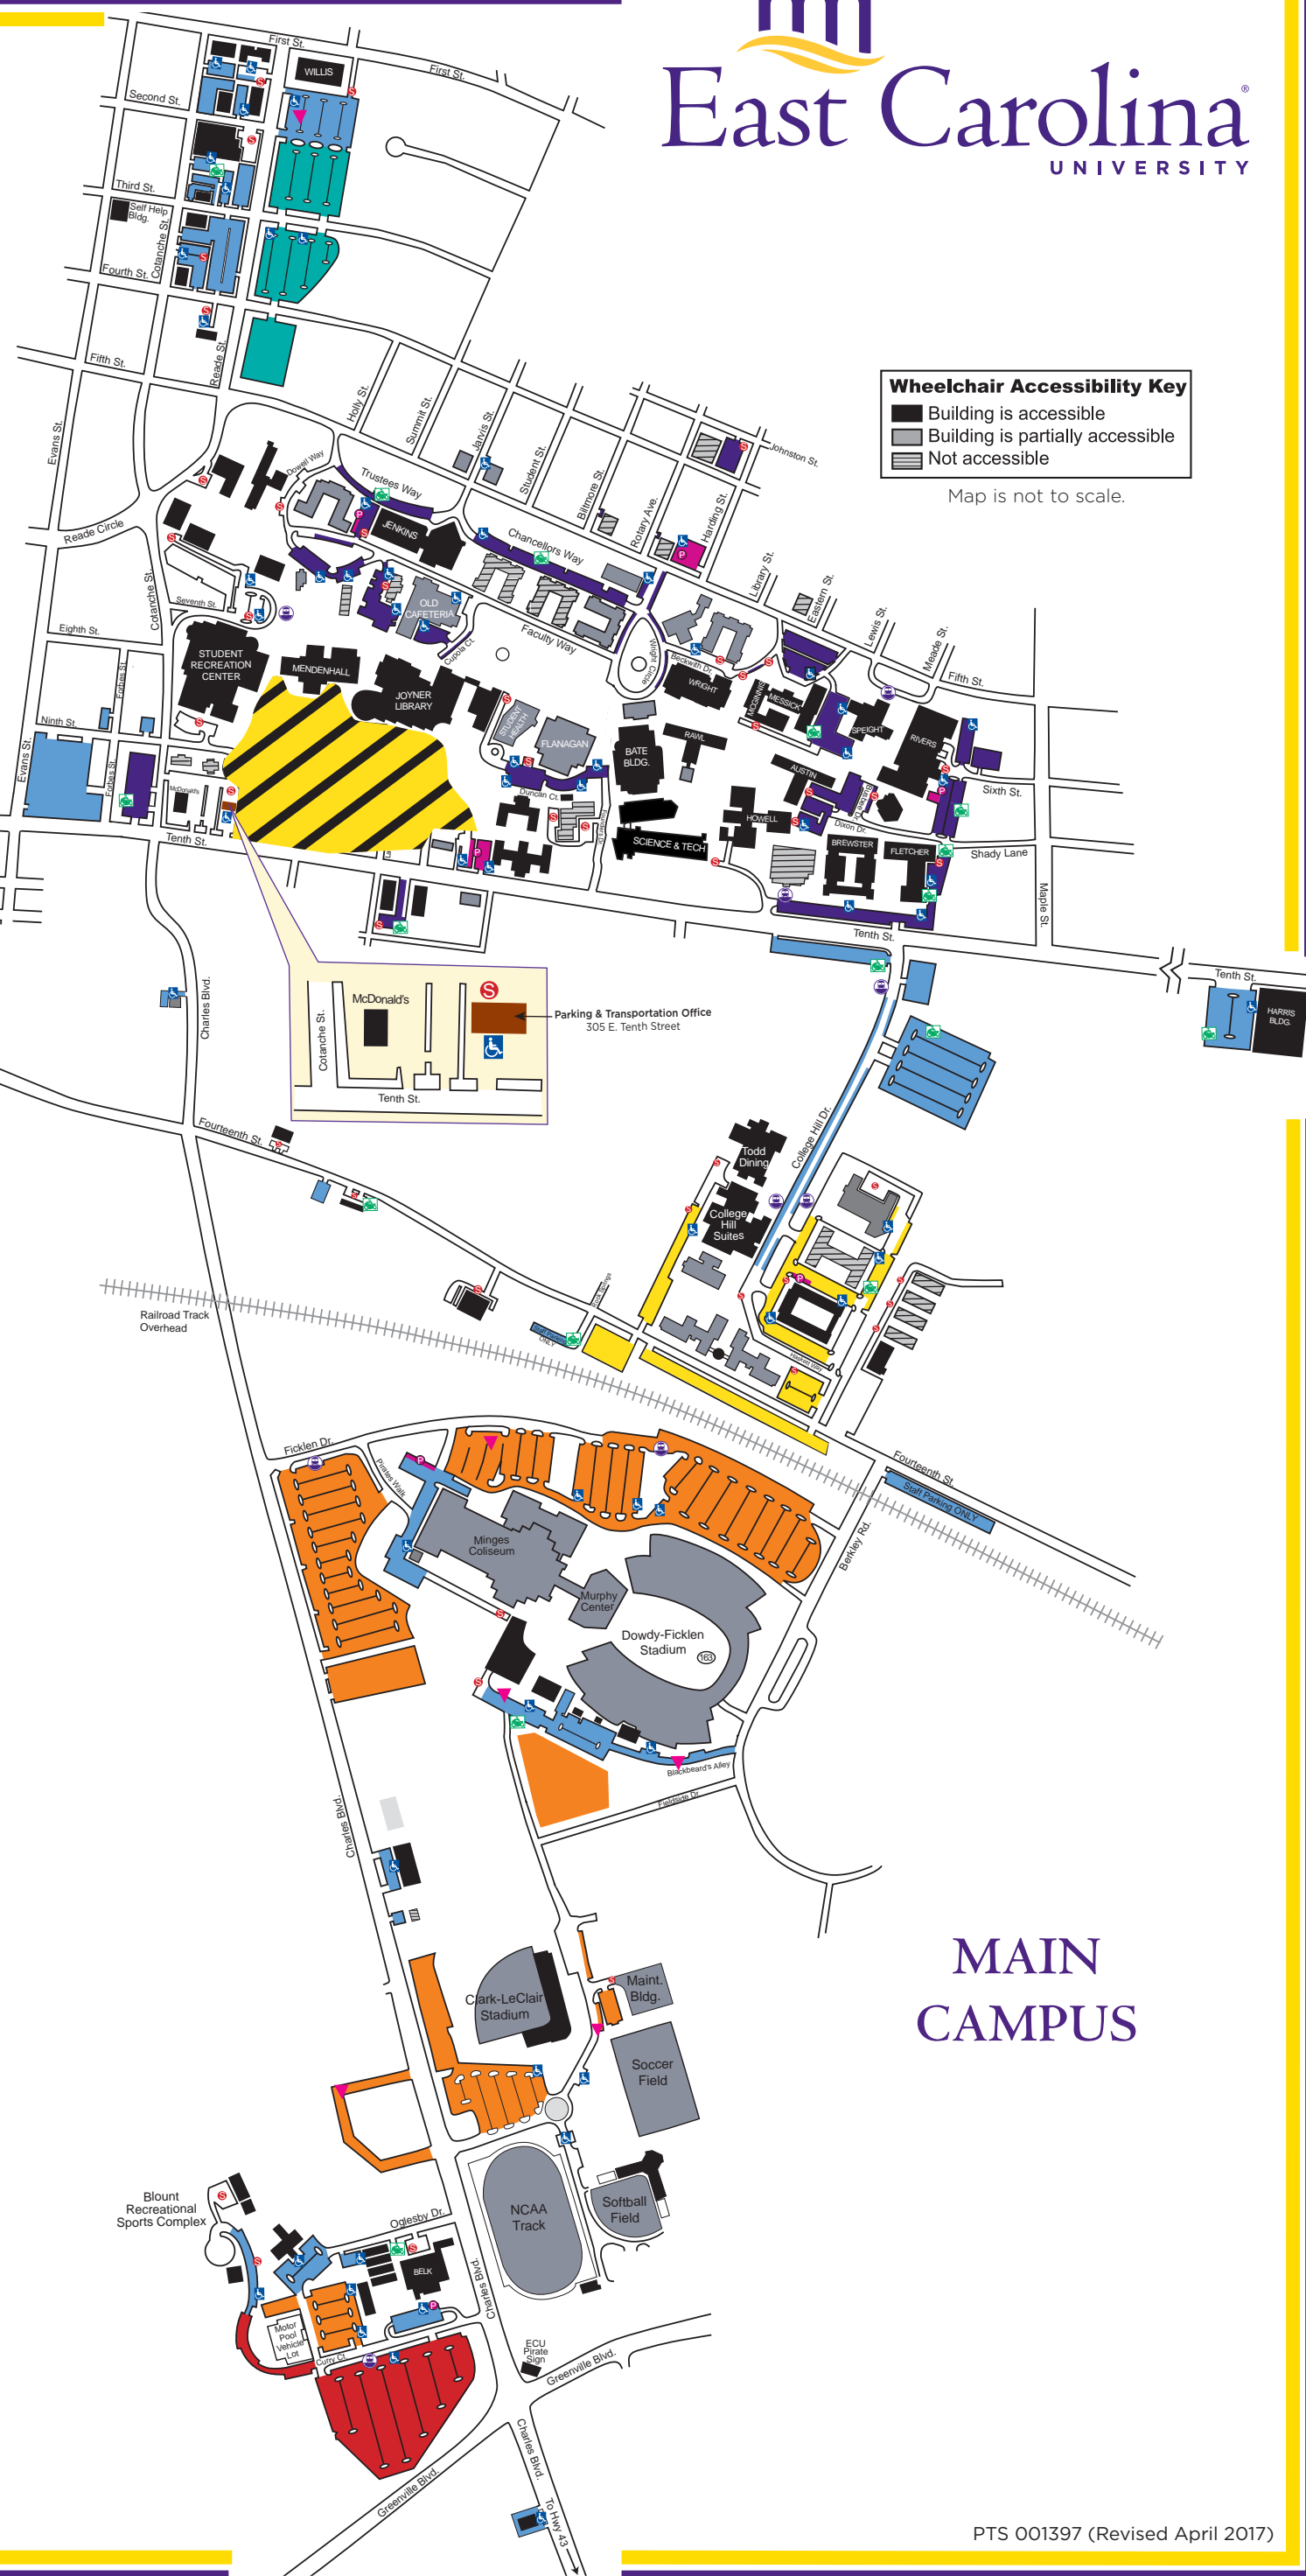 East Carolina®
UNIVERSITY
First St.
First St.
WILLIS
Second St.
Third St.
Self Help
Bldg.
Cotanche St.
Fourth St.
Fifth St.
Reade St.
Evans St.
Holly St.
Summit St.
Jarvis St.
Student St.
Biltmore St.
Rotary Ave.
Harding St.
Johnston St.
Library St.
Eastern St.
Lewis St.
Meade St.
Fifth St.
Wheelchair Accessibility Key
Building is accessible
Building is partially accessible
Not accessible
Map is not to scale.
Dowell Way
Trustees Way
JENKINS
Chancellors Way
Reade Circle
Cotanche St.
Seventh St.
Eighth St.
Forbes St.
OLD
CAFETERIA
Cupola Ct.
Faculty Way
Wright Circle
Beckwith Dr.
STUDENT
RECREATION
CENTER
MENDENHALL
JOYNER
LIBRARY
STUDENT
HEALTH
FLANAGAN
WRIGHT
MCGINNIS
MESSICK
SPEIGHT
RIVERS
RAWL
BATE
BLDG.
AUSTIN
Ninth St.
Evans St.
Forbes St.
McDonald's
Duncan Ct.
HOWELL
Dixon Dr.
Sixth St.
SCIENCE & TECH
BREWSTER
FLETCHER
Shady Lane
Tenth St.
Maple St.
Tenth St.
Tenth St.
HARRIS
BLDG.
Charles Blvd.
McDonald's
Cotanche St.
Tenth St.
Parking & Transportation Office
305 E. Tenth Street
Fourteenth St.
College Hill Dr.
Todd
Dining
College
Hill
Suites
Railroad Track
Overhead
Staff Parking
ONLY
Fourteenth St.
Staff Parking ONLY
Berkley Rd.
Ficklen Dr.
Pirates Walk
Minges
Coliseum
Murphy
Center
Dowdy-Ficklen
Stadium
163
Blackbeard's Alley
Fieldside Dr.
Charles Blvd.
Clark-LeClair
Stadium
Maint.
Bldg.
Soccer
Field
MAIN
CAMPUS
NCAA
Track
Softball
Field
Blount
Recreational
Sports Complex
Oglesby Dr.
BELK
Charles Blvd.
Motor
Pool
Vehicle
Lot
Curry Ct.
ECU
Pirate
Sign
Greenville Blvd.
Greenville Blvd.
Charles Blvd.
To Hwy 43
PTS 001397 (Revised April 2017)